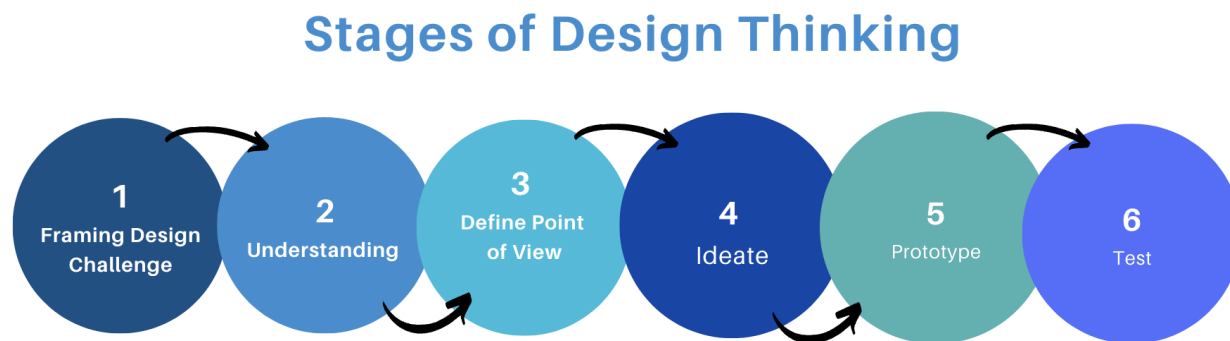 Stages of Design Thinking
1
Framing Design
Challenge
2
Understanding
3
Define Point
of View
4
Ideate
5
Prototype
6
Test